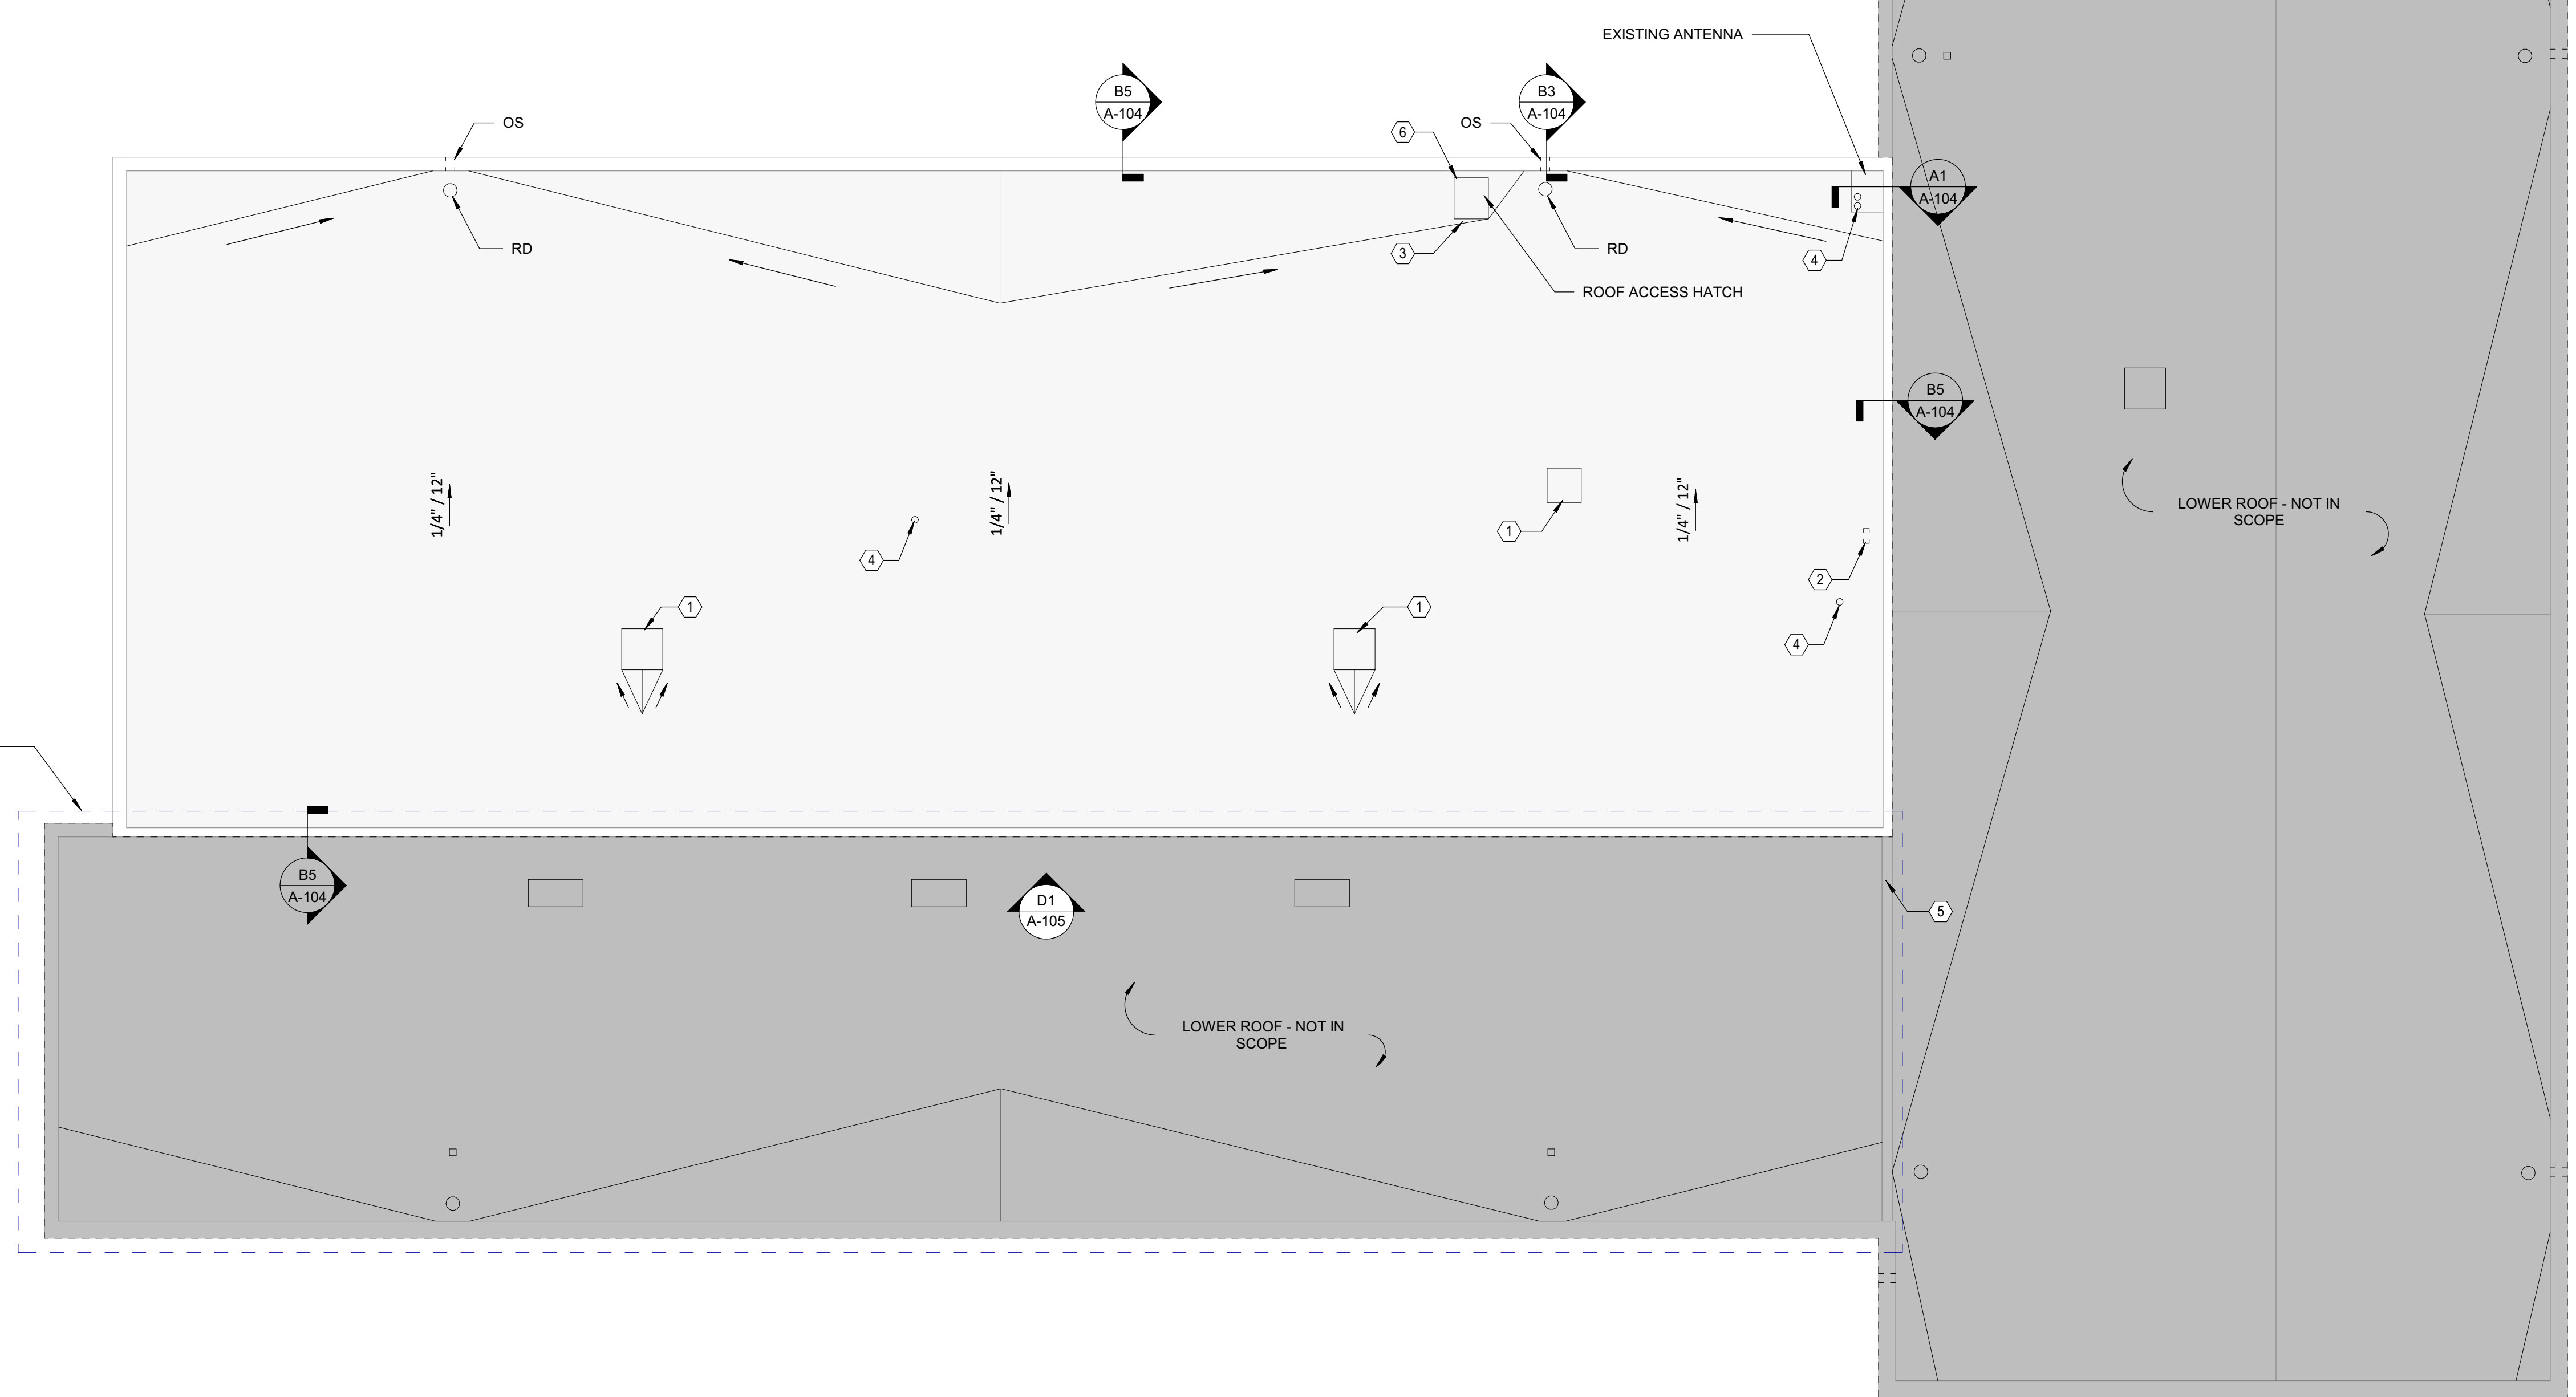 EXISTING ANTENNA
B5
A-104
B3
A-104
OS
6
OS
A1
A-104
RD
3
RD
4
ROOF ACCESS HATCH
B5
A-104
1/4" / 12"
1/4" / 12"
1/4" / 12"
LOWER ROOF - NOT IN
SCOPE
1
4
2
1
1
4
B5
A-104
D1
A-105
5
LOWER ROOF - NOT IN
SCOPE